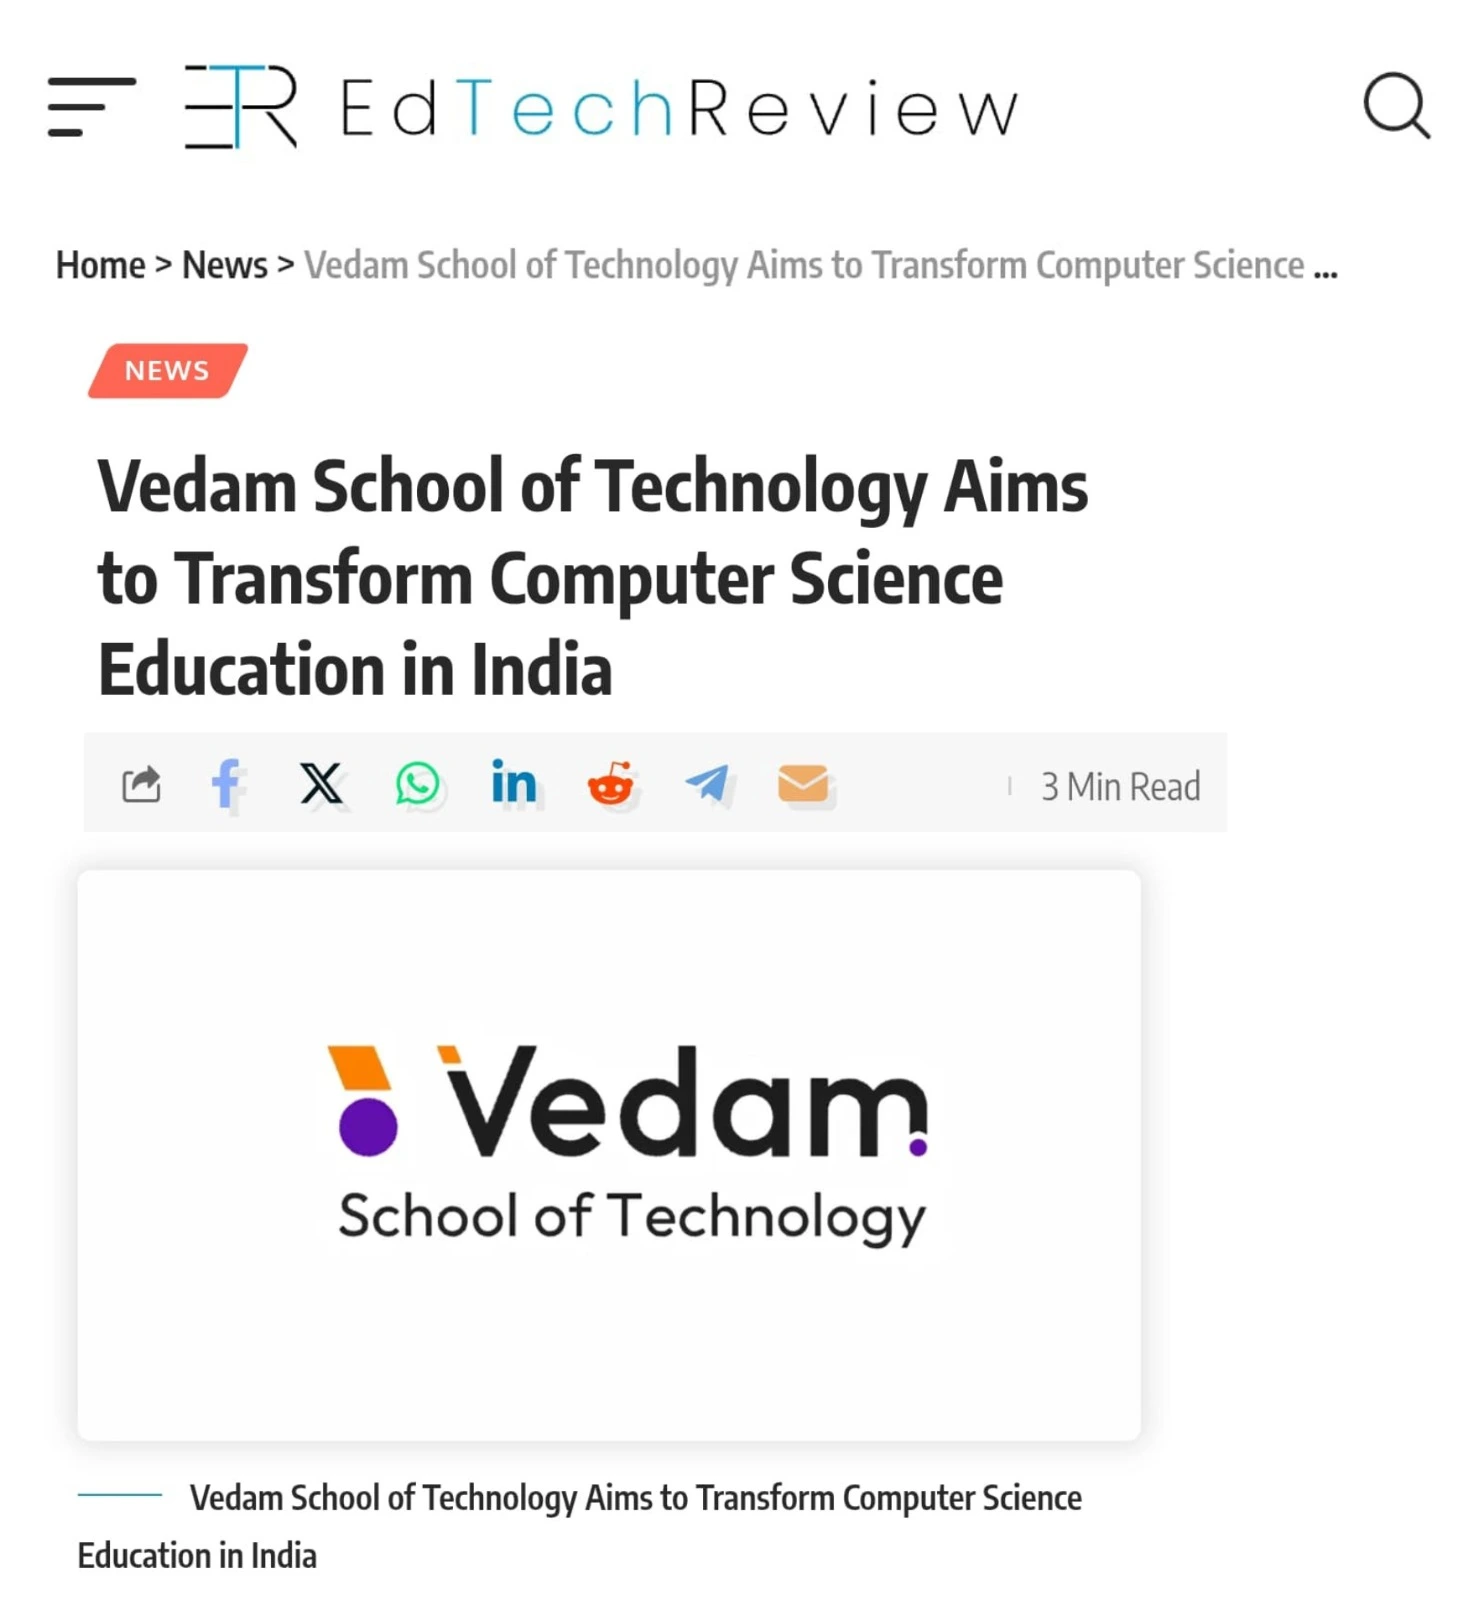 ETR EdTechReview
Home > News > Vedam School of Technology Aims to Transform Computer Science ...
NEWS
Vedam School of Technology Aims
to Transform Computer Science
Education in India
3 Min Read
Vedam
School of Technology
Vedam School of Technology Aims to Transform Computer Science
Education in India